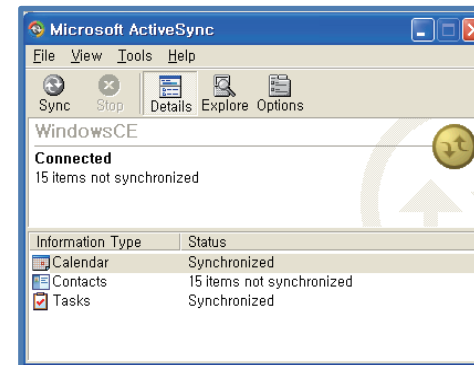 Microsoft ActiveSync
File View Tools Help
Sync Stop Details Explore Options
WindowsCE
Connected
15 items not synchronized
Information Type Status
Calendar Synchronized
Contacts 15 items not synchronized
Tasks Synchronized